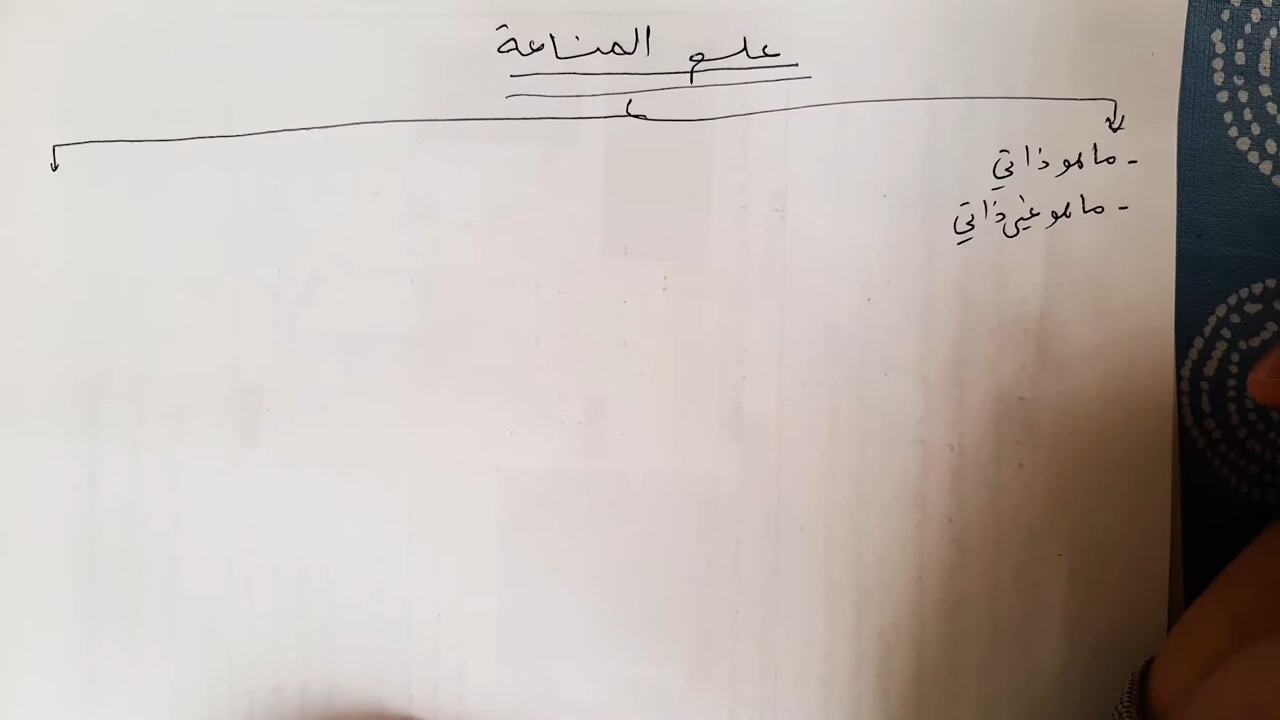 علم المناعة
- ما هو ذاتي
- ما هو غير ذاتي